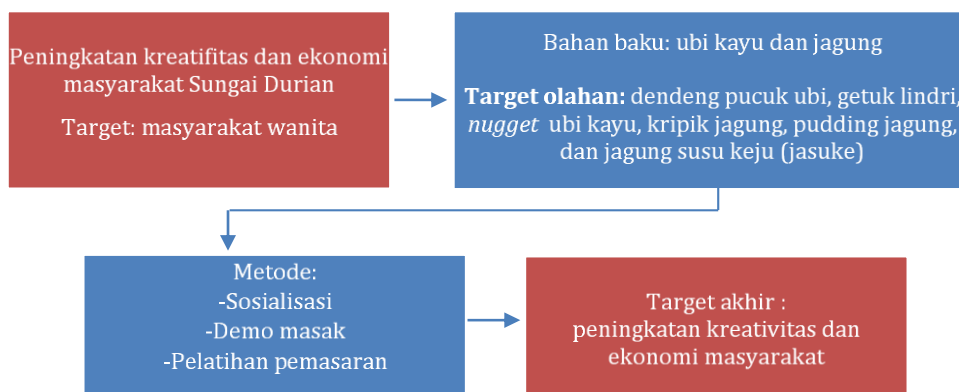 Peningkatan kreatifitas dan ekonomi
masyarakat Sungai Durian
Target: masyarakat wanita
Bahan baku: ubi kayu dan jagung
Target olahan: dendeng pucuk ubi, getuk lindri,
nugget ubi kayu, kripik jagung, pudding jagung,
dan jagung susu keju (jasuke)
Metode:
-Sosialisasi
-Demo masak
-Pelatihan pemasaran
Target akhir :
peningkatan kreativitas dan
ekonomi masyarakat